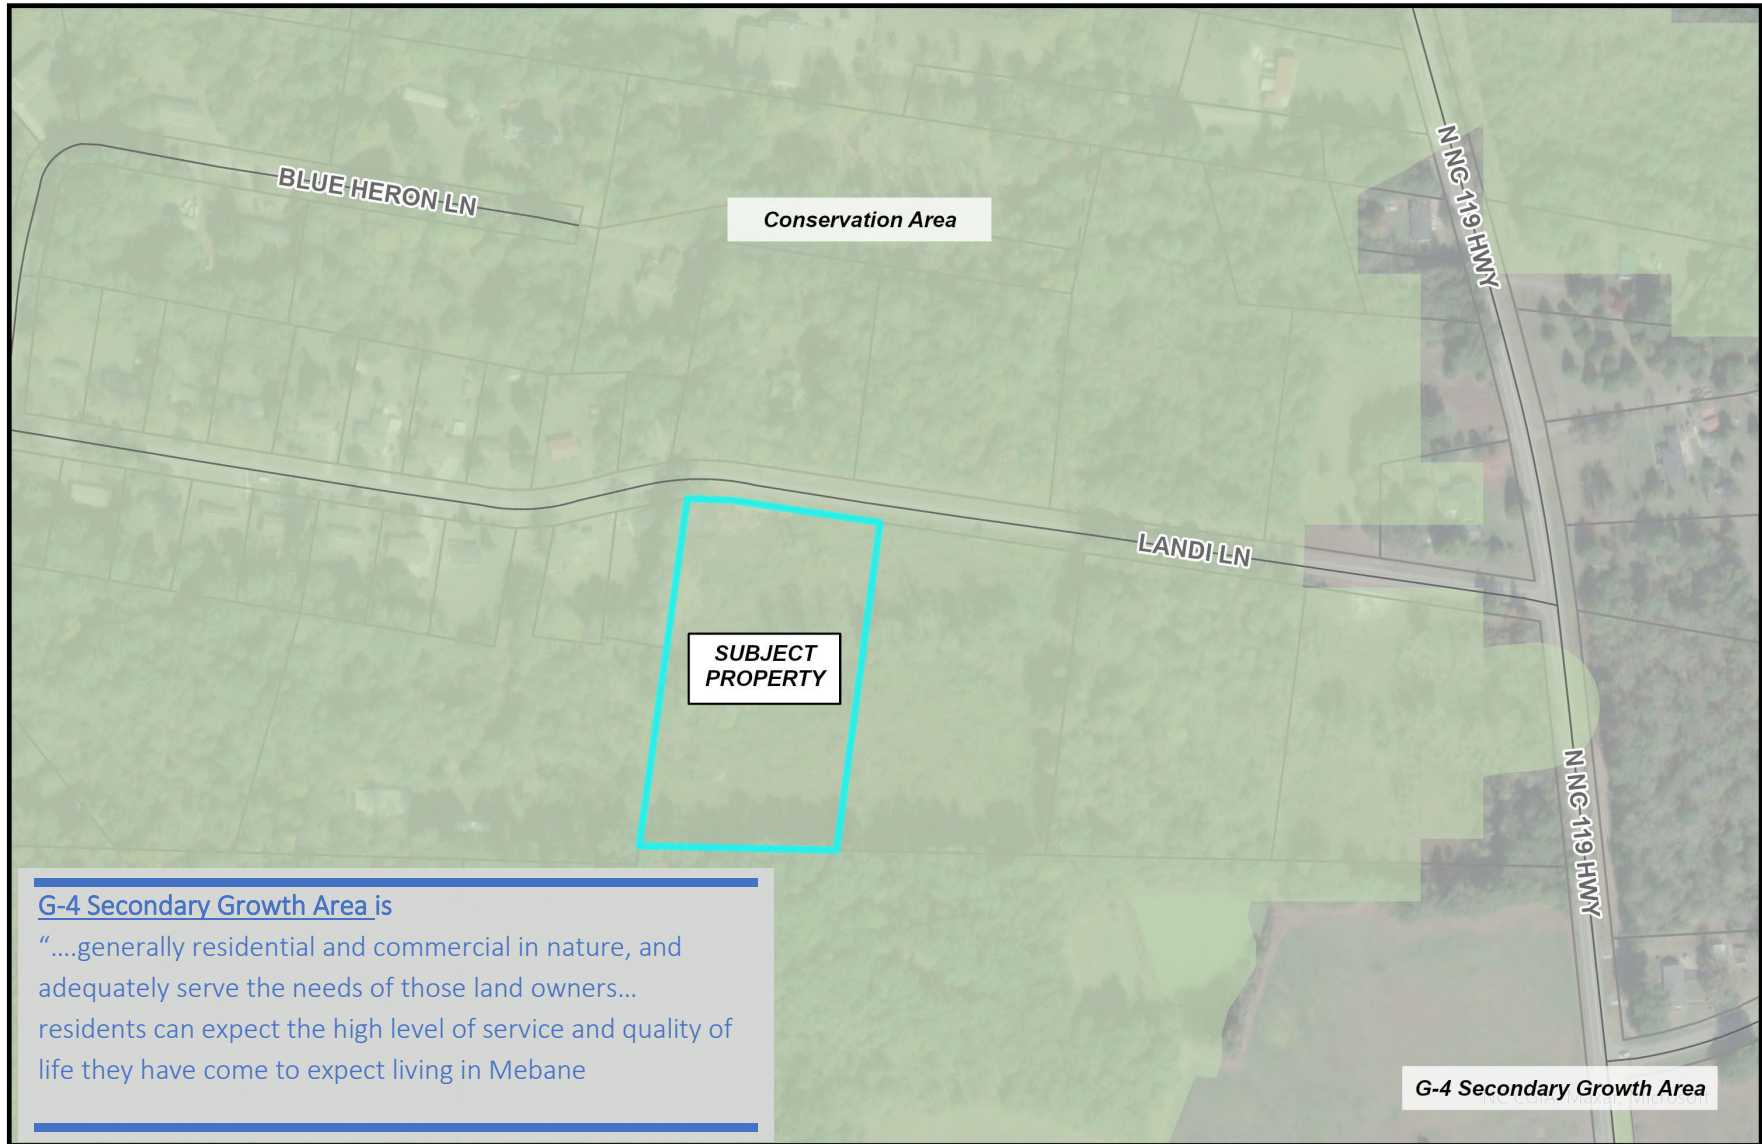 BLUE HERON LN
Conservation Area
N NC 119 HWY
LANDI LN
SUBJECT
PROPERTY
N NC 119 HWY
G-4 Secondary Growth Area is
“….generally residential and commercial in nature, and
adequately serve the needs of those land owners…
residents can expect the high level of service and quality of
life they have come to expect living in Mebane
G-4 Secondary Growth Area